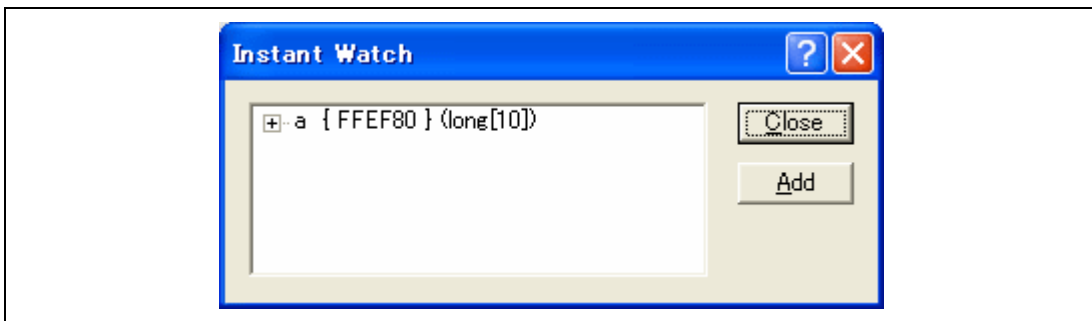 Instant Watch
a { FFEF80 } (long[10])
Close
Add